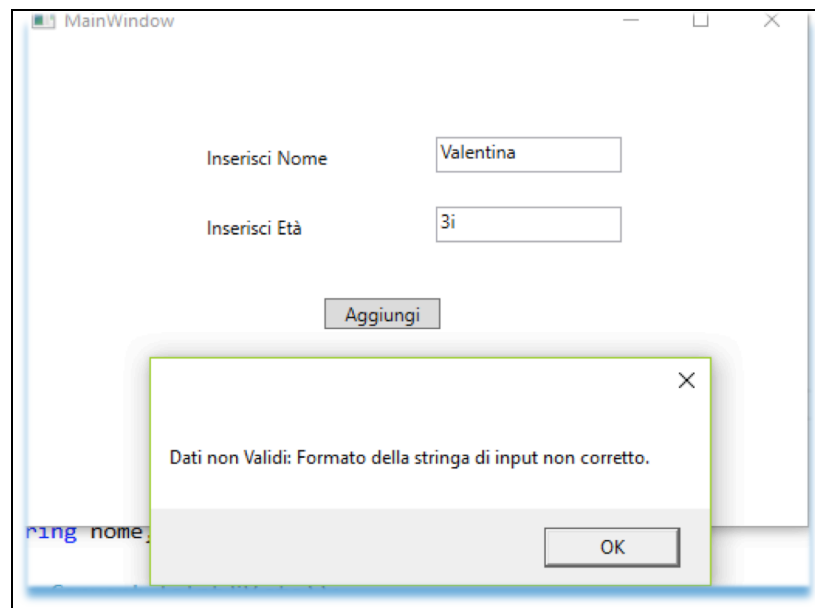 MainWindow
Inserisci Nome
Valentina
Inserisci Età
3i
Aggiungi
Dati non Validi: Formato della stringa di input non corretto.
ring nome,
OK